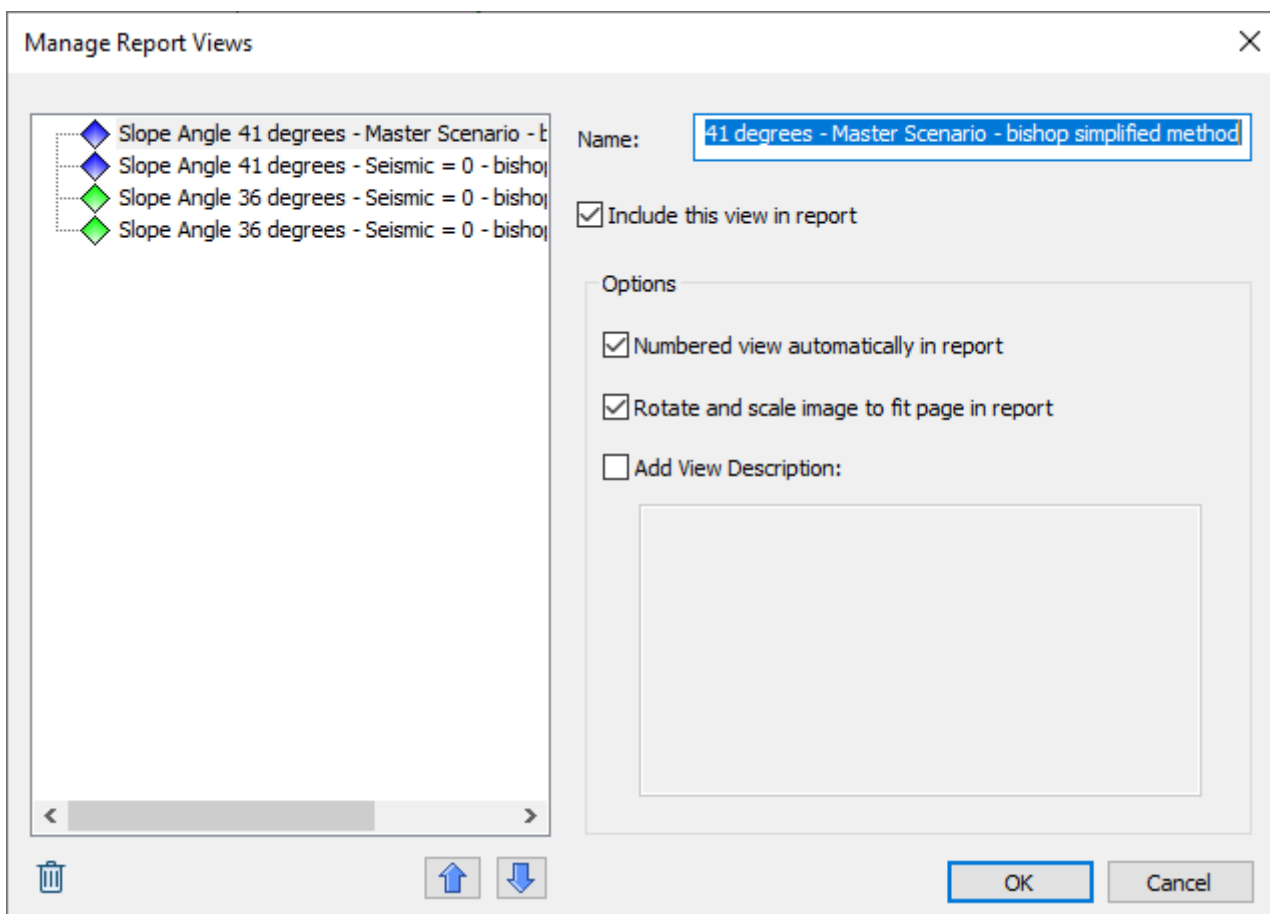 Manage Report Views
Slope Angle 41 degrees - Master Scenario - b
Slope Angle 41 degrees - Seismic = 0 - bishop
Slope Angle 36 degrees - Seismic = 0 - bishop
Slope Angle 36 degrees - Seismic = 0 - bishop
Name:
41 degrees - Master Scenario - bishop simplified method
Include this view in report
Options
Numbered view automatically in report
Rotate and scale image to fit page in report
Add View Description:
OK
Cancel